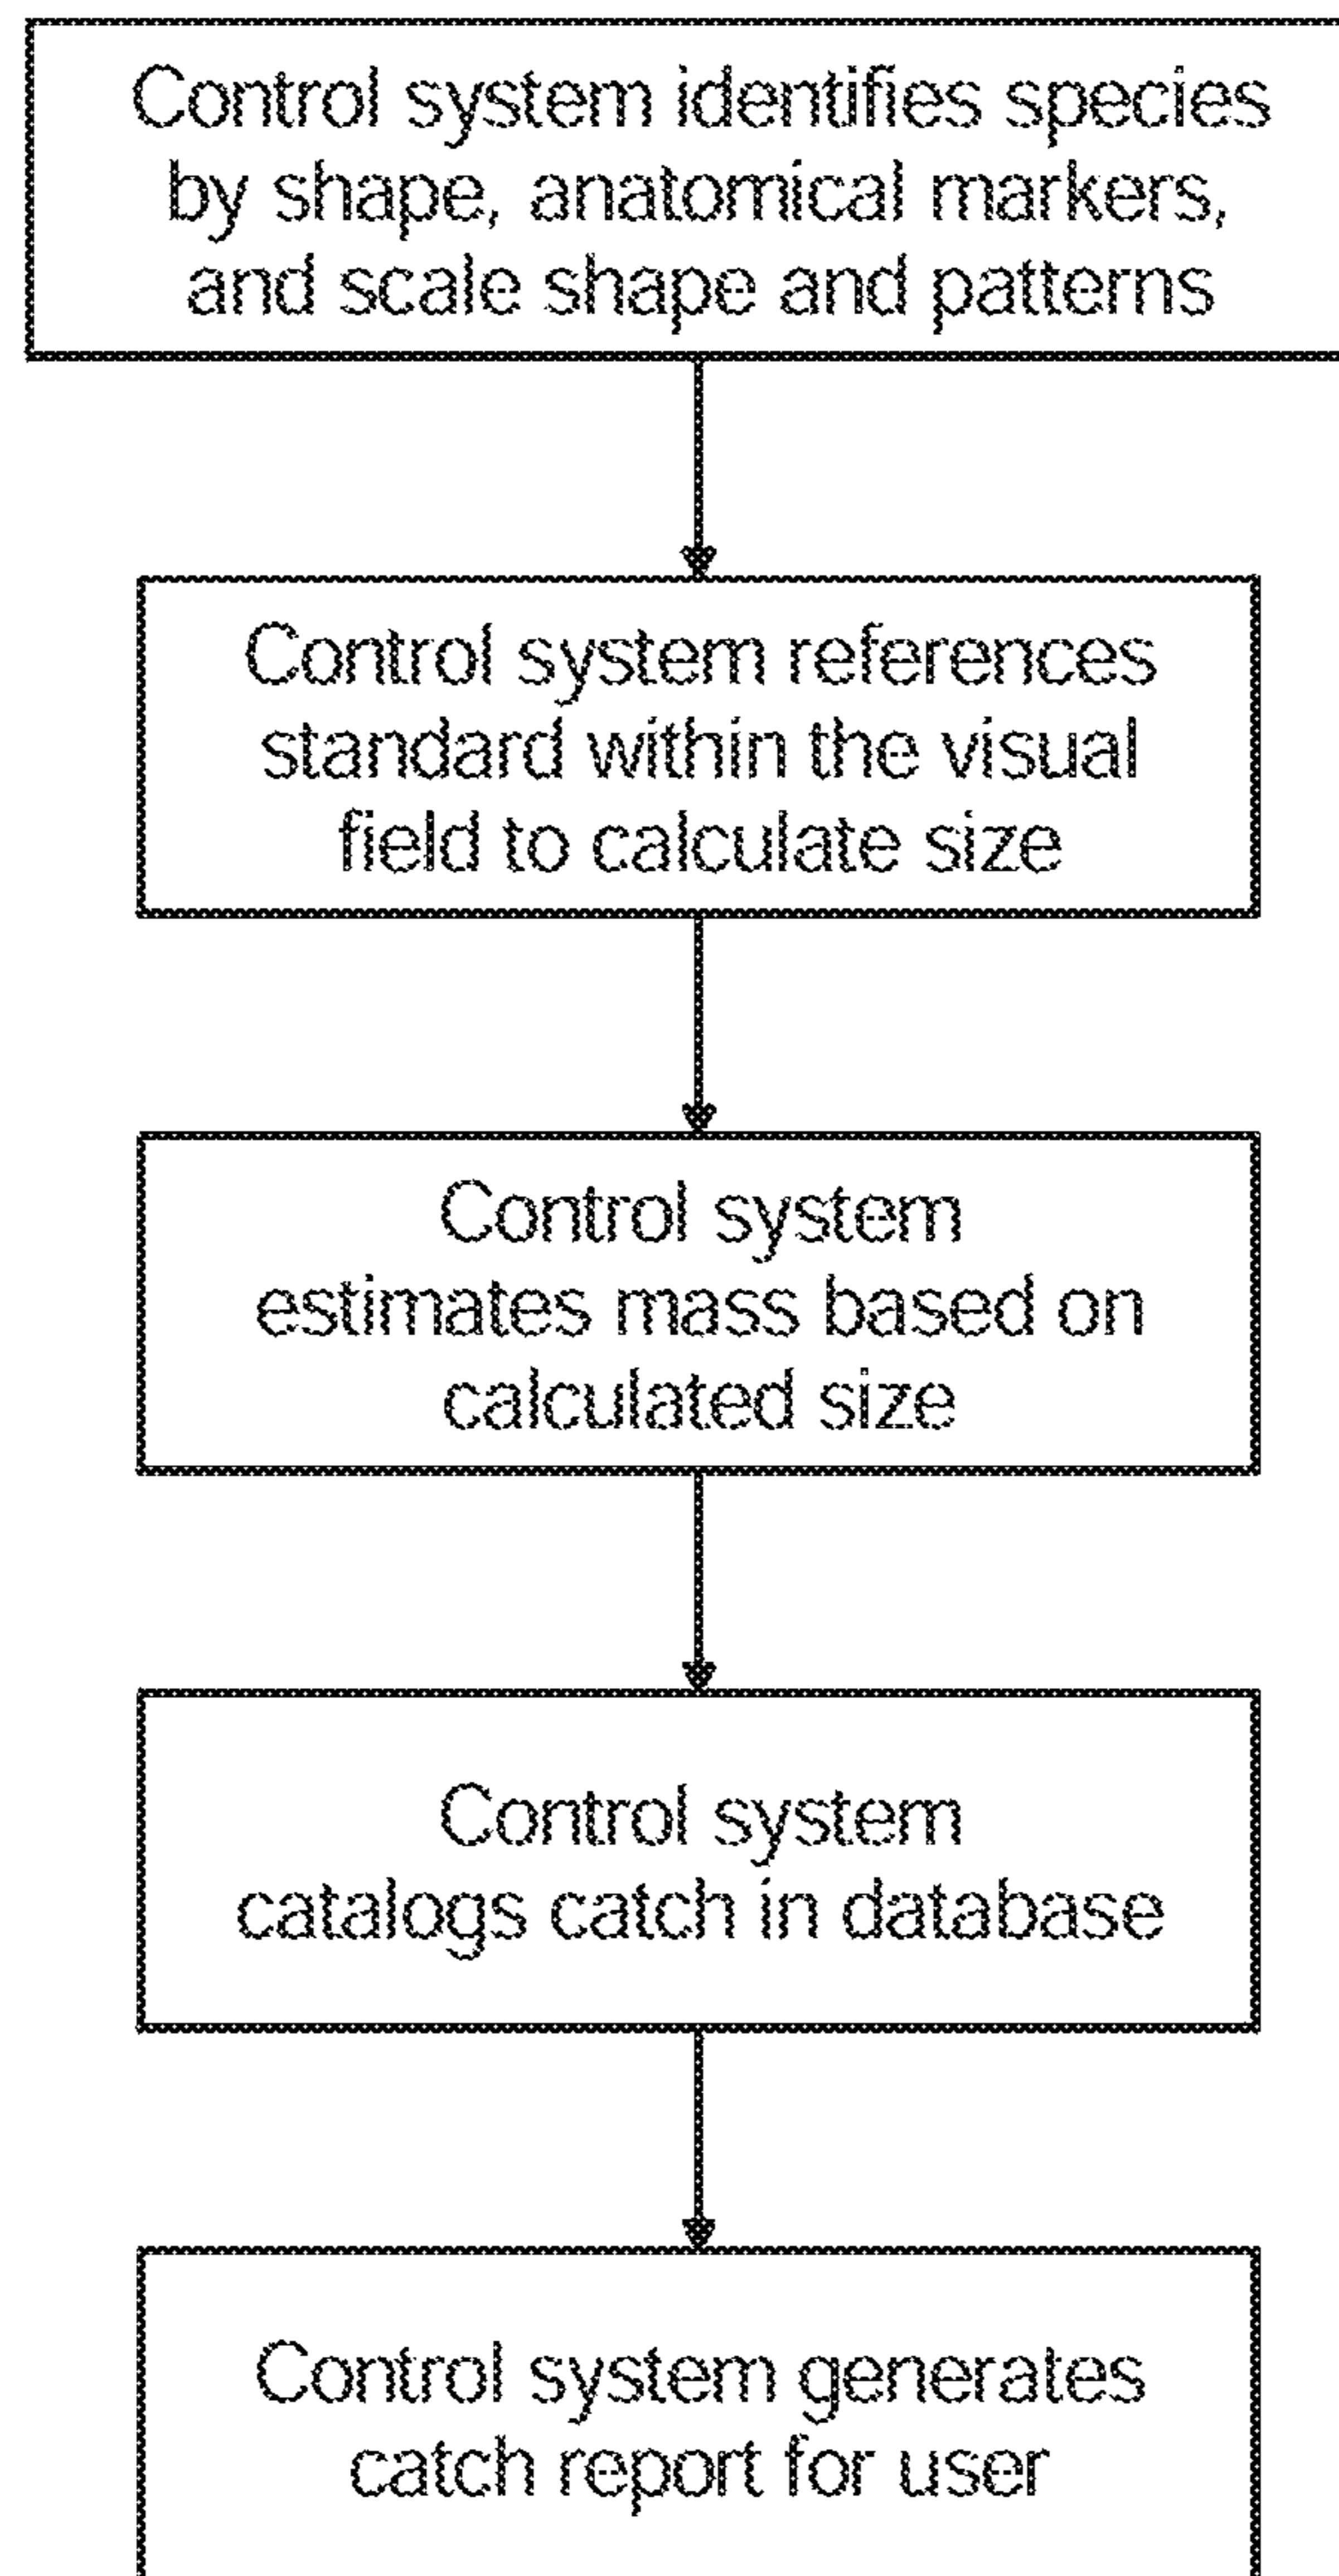 Control system identifies species
by shape, anatomical markers,
and scale shape and patterns
Control system references
standard within the visual
field to calculate size
Control system
estimates mass based on
calculated size
Control system
catalogs catch in database
Control system generates
catch report for user